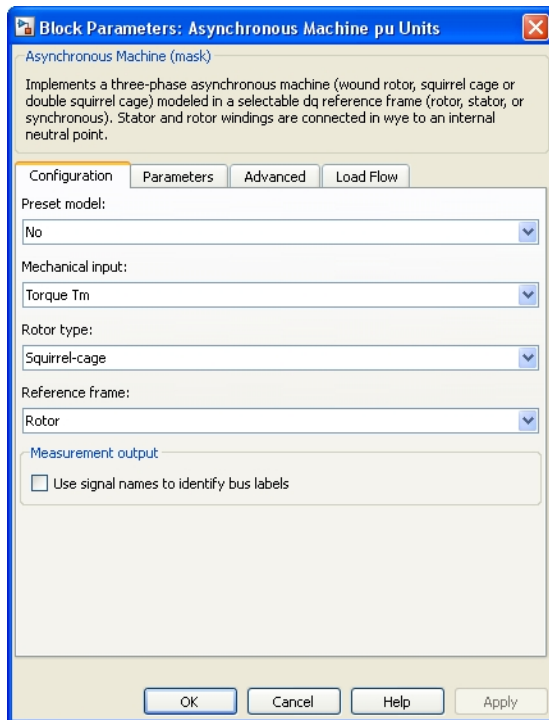 Block Parameters: Asynchronous Machine pu Units
Asynchronous Machine (mask)
Implements a three-phase asynchronous machine (wound rotor, squirrel cage or
double squirrel cage) modeled in a selectable dq reference frame (rotor, stator, or
synchronous). Stator and rotor windings are connected in wye to an internal
neutral point.
Configuration Parameters Advanced Load Flow
Preset model:
No
Mechanical input:
Torque Tm
Rotor type:
Squirrel-cage
Reference frame:
Rotor
Measurement output
Use signal names to identify bus labels
OK Cancel Help Apply